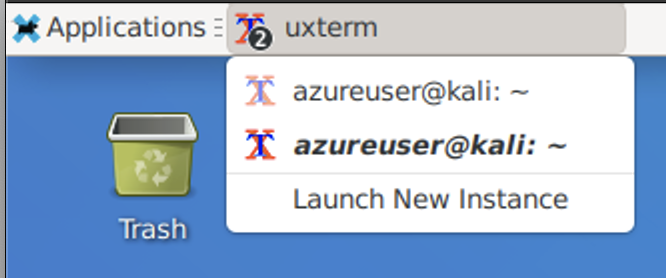 Applications
2 uxterm
azureuser@kali: ~
azureuser@kali: ~
Launch New Instance
Trash